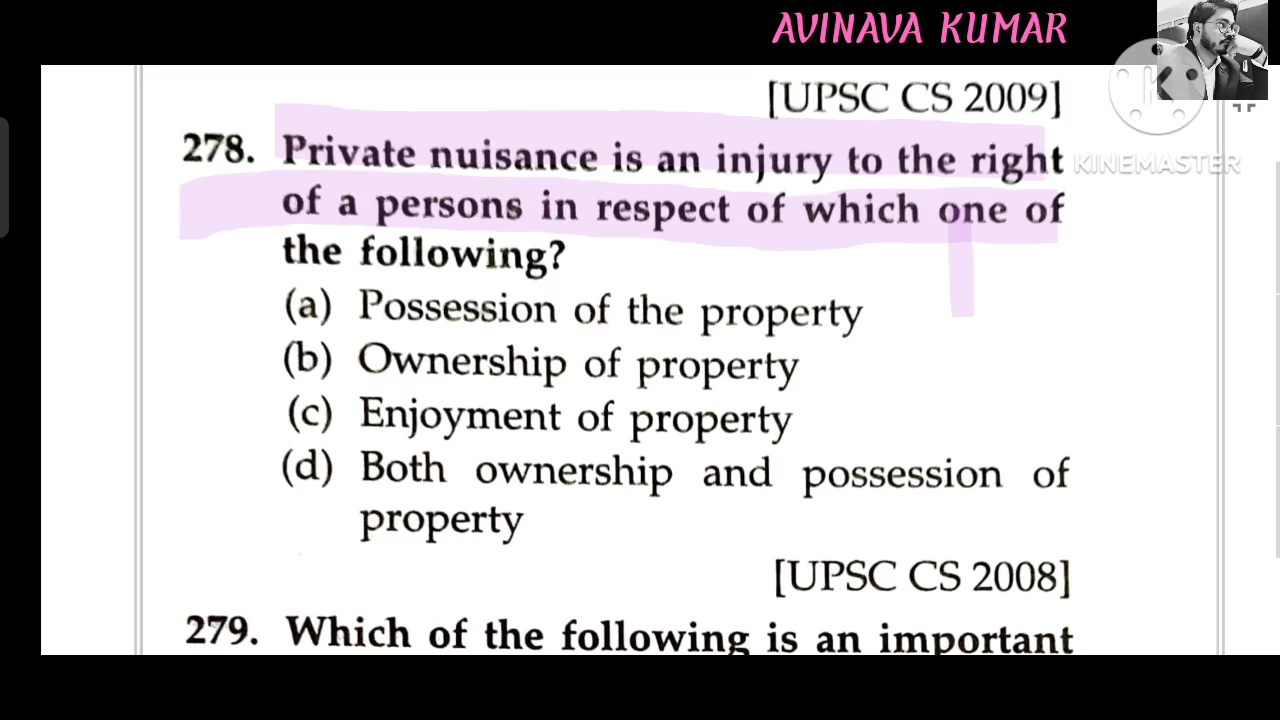 AVINAVA KUMAR
[UPSC CS 2009]
KINEMASTER
278. Private nuisance is an injury to the right
of a persons in respect of which one of
the following?
(a) Possession of the property
(b) Ownership of property
(c) Enjoyment of property
(d) Both ownership and possession of
property
[UPSC CS 2008]
279. Which of the following is an important